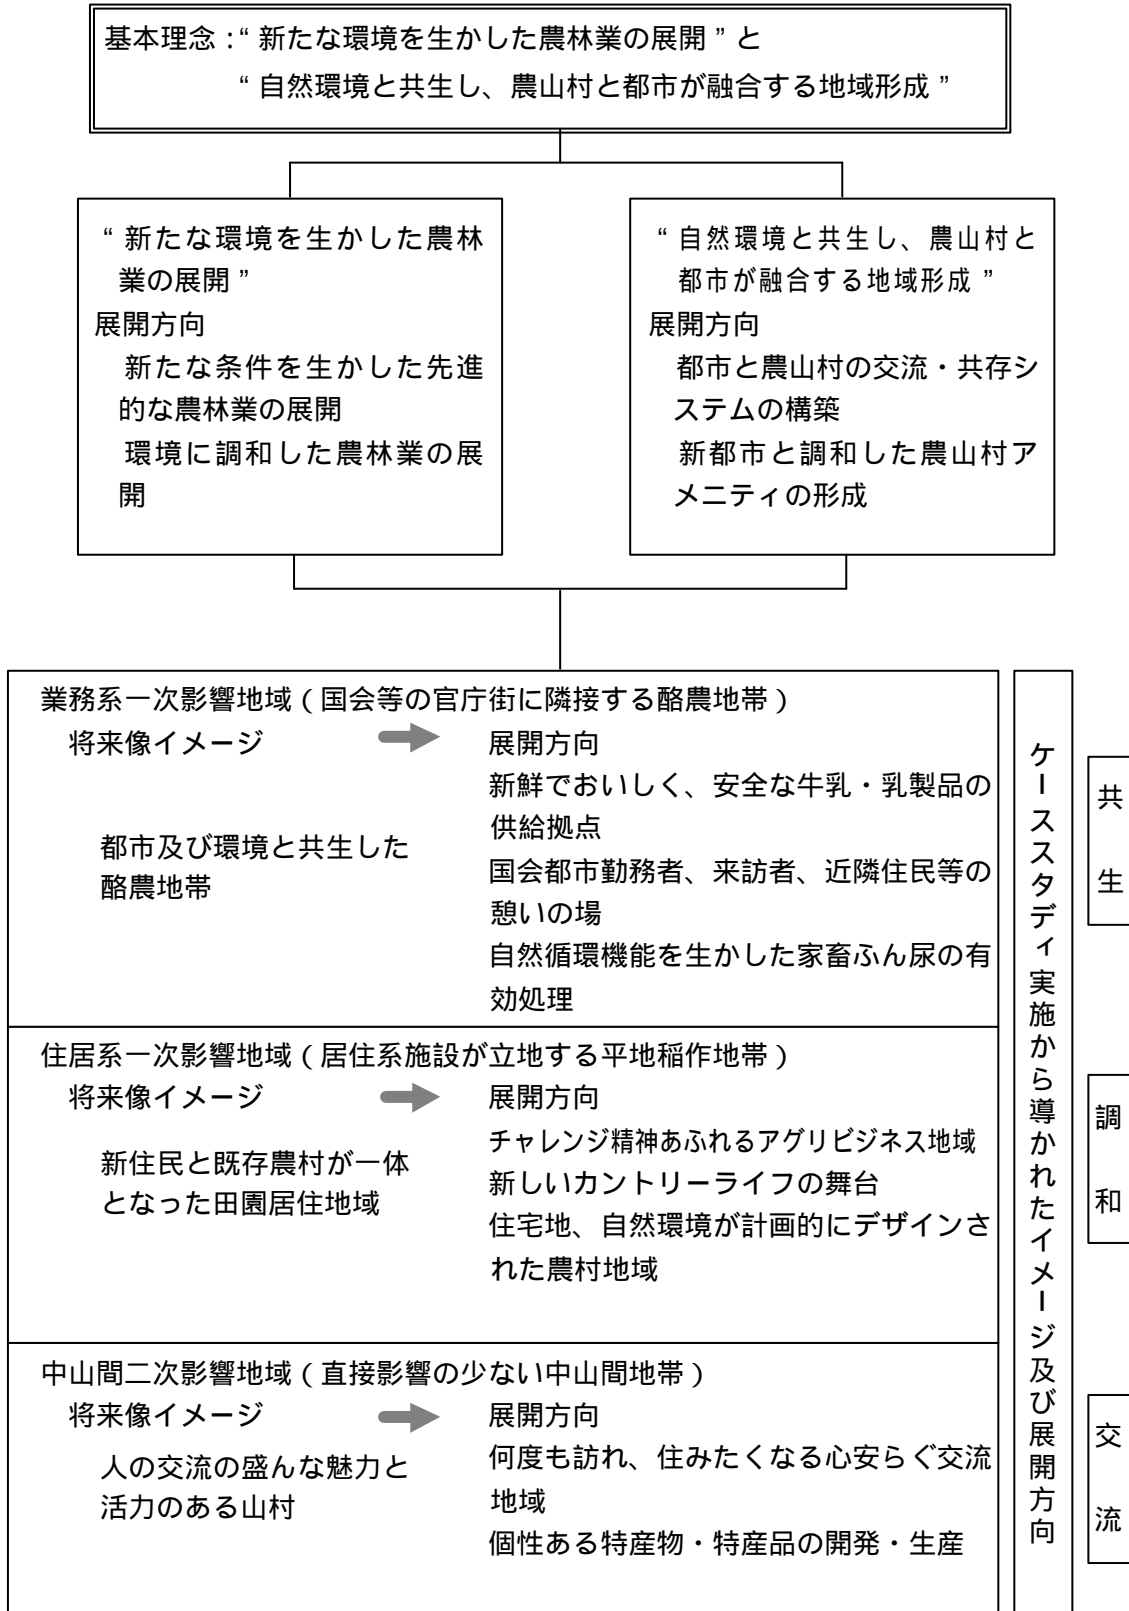 基本理念：“新たな環境を生かした農林業の展開”と
“自然環境と共生し、農山村と都市が融合する地域形成”
“新たな環境を生かした農林
業の展開”
展開方向
新たな条件を生かした先進
的な農林業の展開
環境に調和した農林業の展
開
“自然環境と共生し、農山村と
都市が融合する地域形成”
展開方向
都市と農山村の交流・共存シ
ステムの構築
新都市と調和した農山村ア
メニティの形成
業務系一次影響地域（国会等の官庁街に隣接する酪農地帯）
将来像イメージ
都市及び環境と共生した
酪農地帯
展開方向
新鮮でおいしく、安全な牛乳・乳製品の
供給拠点
国会都市勤務者、来訪者、近隣住民等の
憩いの場
自然循環機能を生かした家畜ふん尿の有
効処理
住居系一次影響地域（居住系施設が立地する平地稲作地帯）
将来像イメージ
新住民と既存農村が一体
となった田園居住地域
展開方向
チャレンジ精神あふれるアグリビジネス地域
新しいカントリーライフの舞台
住宅地、自然環境が計画的にデザインさ
れた農村地域
中山間二次影響地域（直接影響の少ない中山間地帯）
将来像イメージ
人の交流の盛んな魅力と
活力のある山村
展開方向
何度も訪れ、住みたくなる心安らぐ交流
地域
個性ある特産物・特産品の開発・生産
ケーススタディ実施から導かれたイメージ及び展開方向
共生
調和
交流